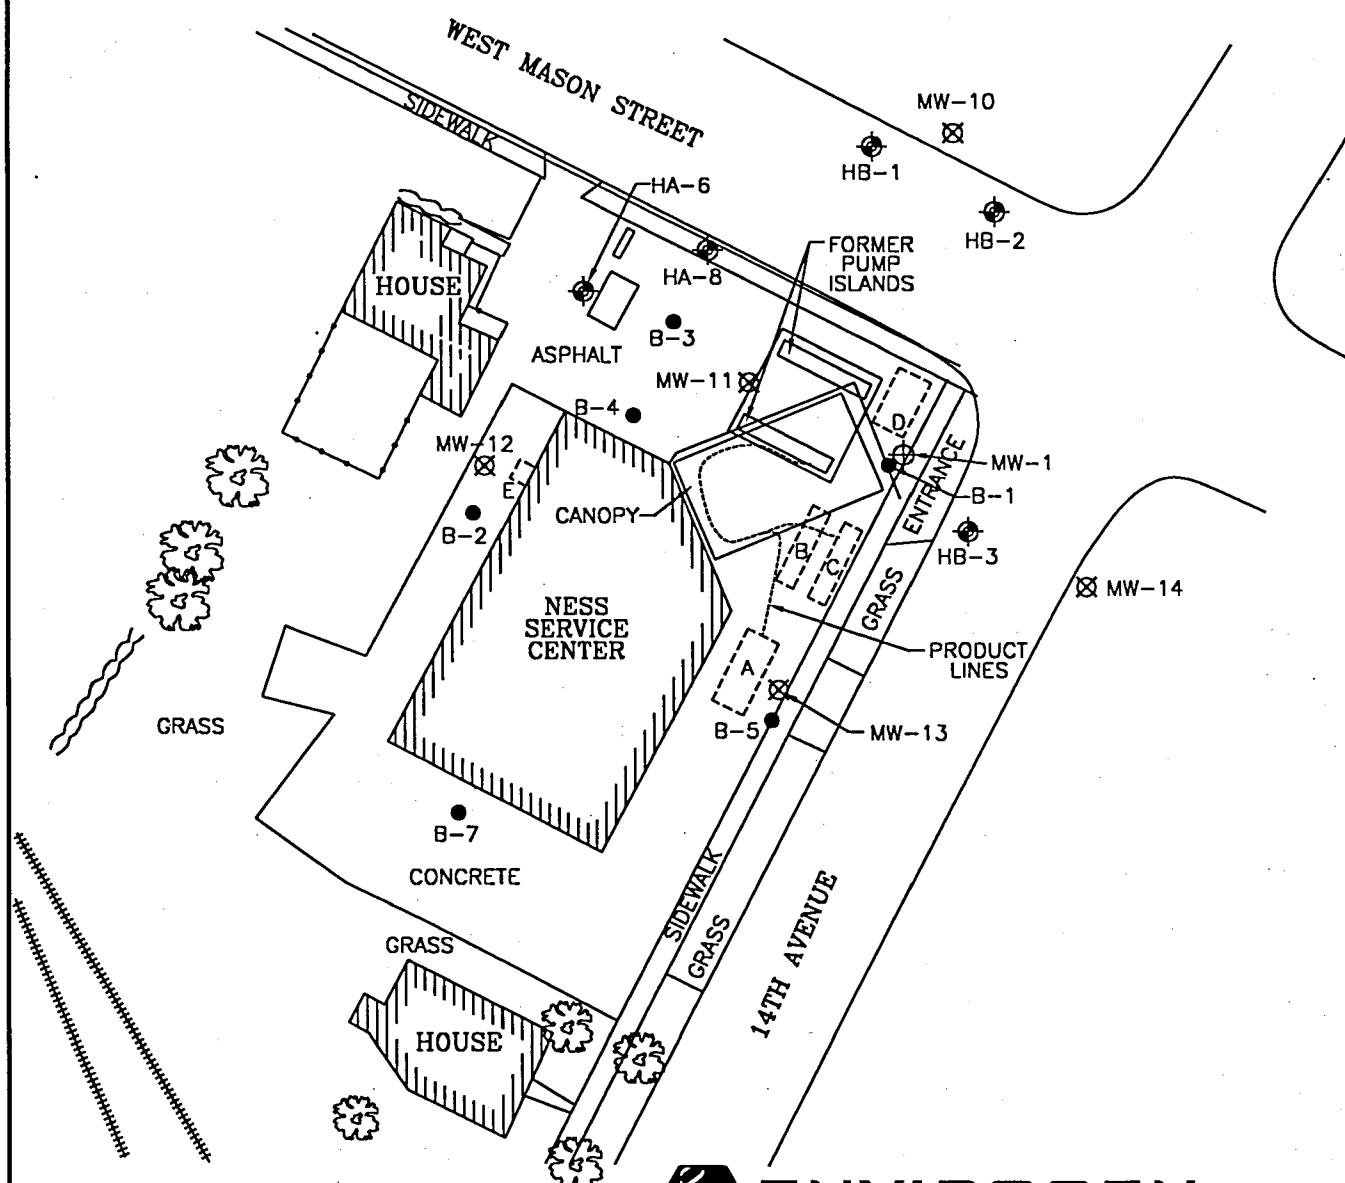 WEST MASON STREET
SIDEWALK
MW-10
HB-1
HA-6
HB-2
HA-8
FORMER
PUMP
ISLANDS
HOUSE
B-3
ASPHALT
MW-11
B-4
D
MW-12
MW-1
E
B-1
ENTRANCE
CANOPY
B-2
B
C
HB-3
MW-14
GRASS
NESS
SERVICE
CENTER
PRODUCT
LINES
A
GRASS
B-5
MW-13
B-7
CONCRETE
SIDEWALK
GRASS
14TH AVENUE
GRASS
HOUSE